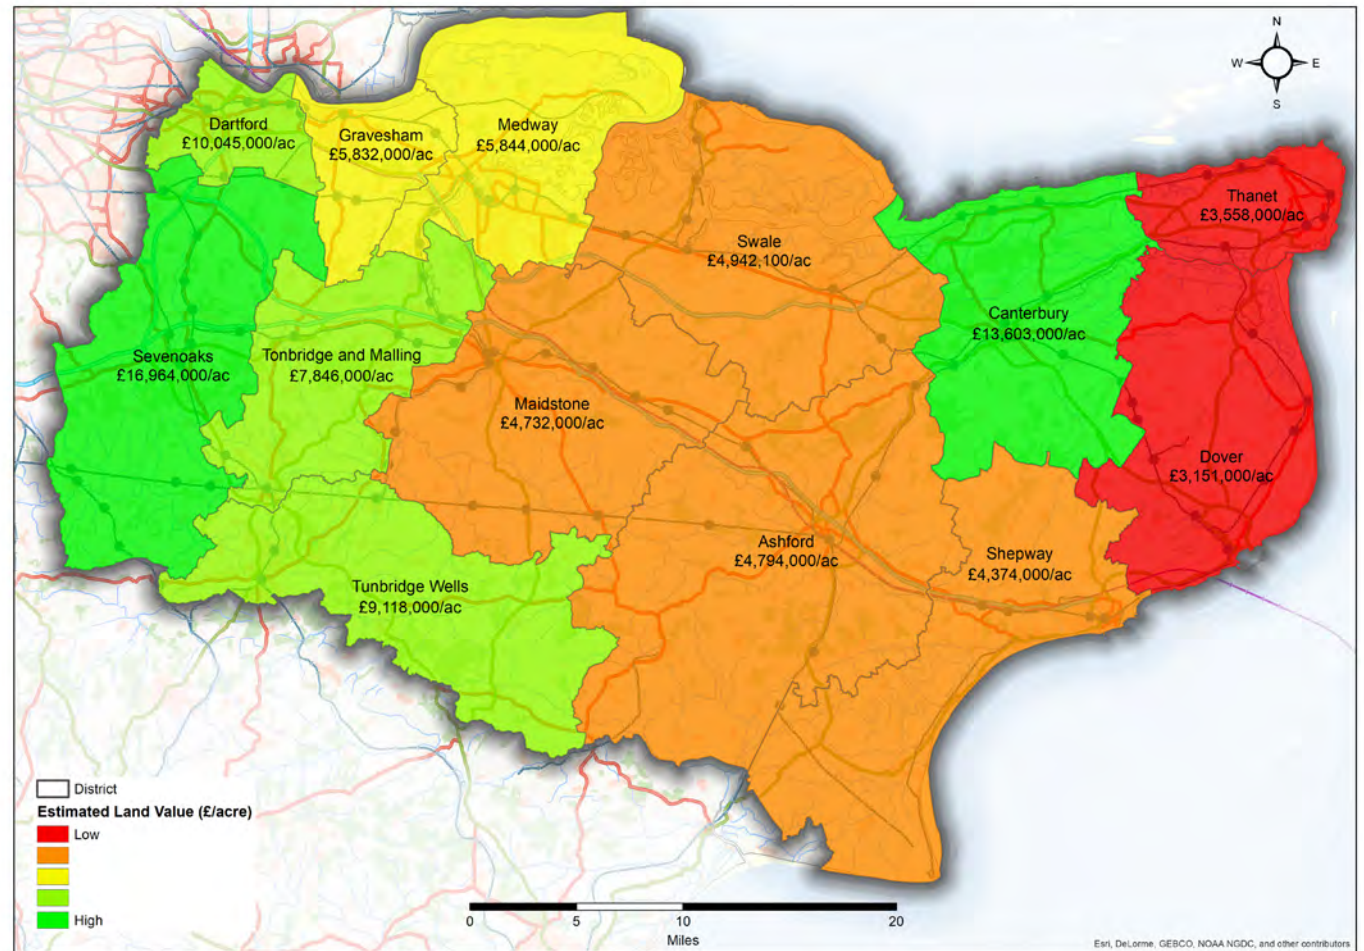 N
W
E
S
Dartford
£10,045,000/ac
Gravesham
£5,832,000/ac
Medway
£5,844,000/ac
Thanet
£3,558,000/ac
Swale
£4,942,100/ac
Canterbury
£13,603,000/ac
Sevenoaks
£16,964,000/ac
Tonbridge and Malling
£7,846,000/ac
Maidstone
£4,732,000/ac
Dover
£3,151,000/ac
Ashford
£4,794,000/ac
Shepway
£4,374,000/ac
Tunbridge Wells
£9,118,000/ac
District
Estimated Land Value (£/acre)
Low
High
0 5 10 20
Miles
Esri, DeLorme, GEBCO, NOAA NGDC, and other contributors